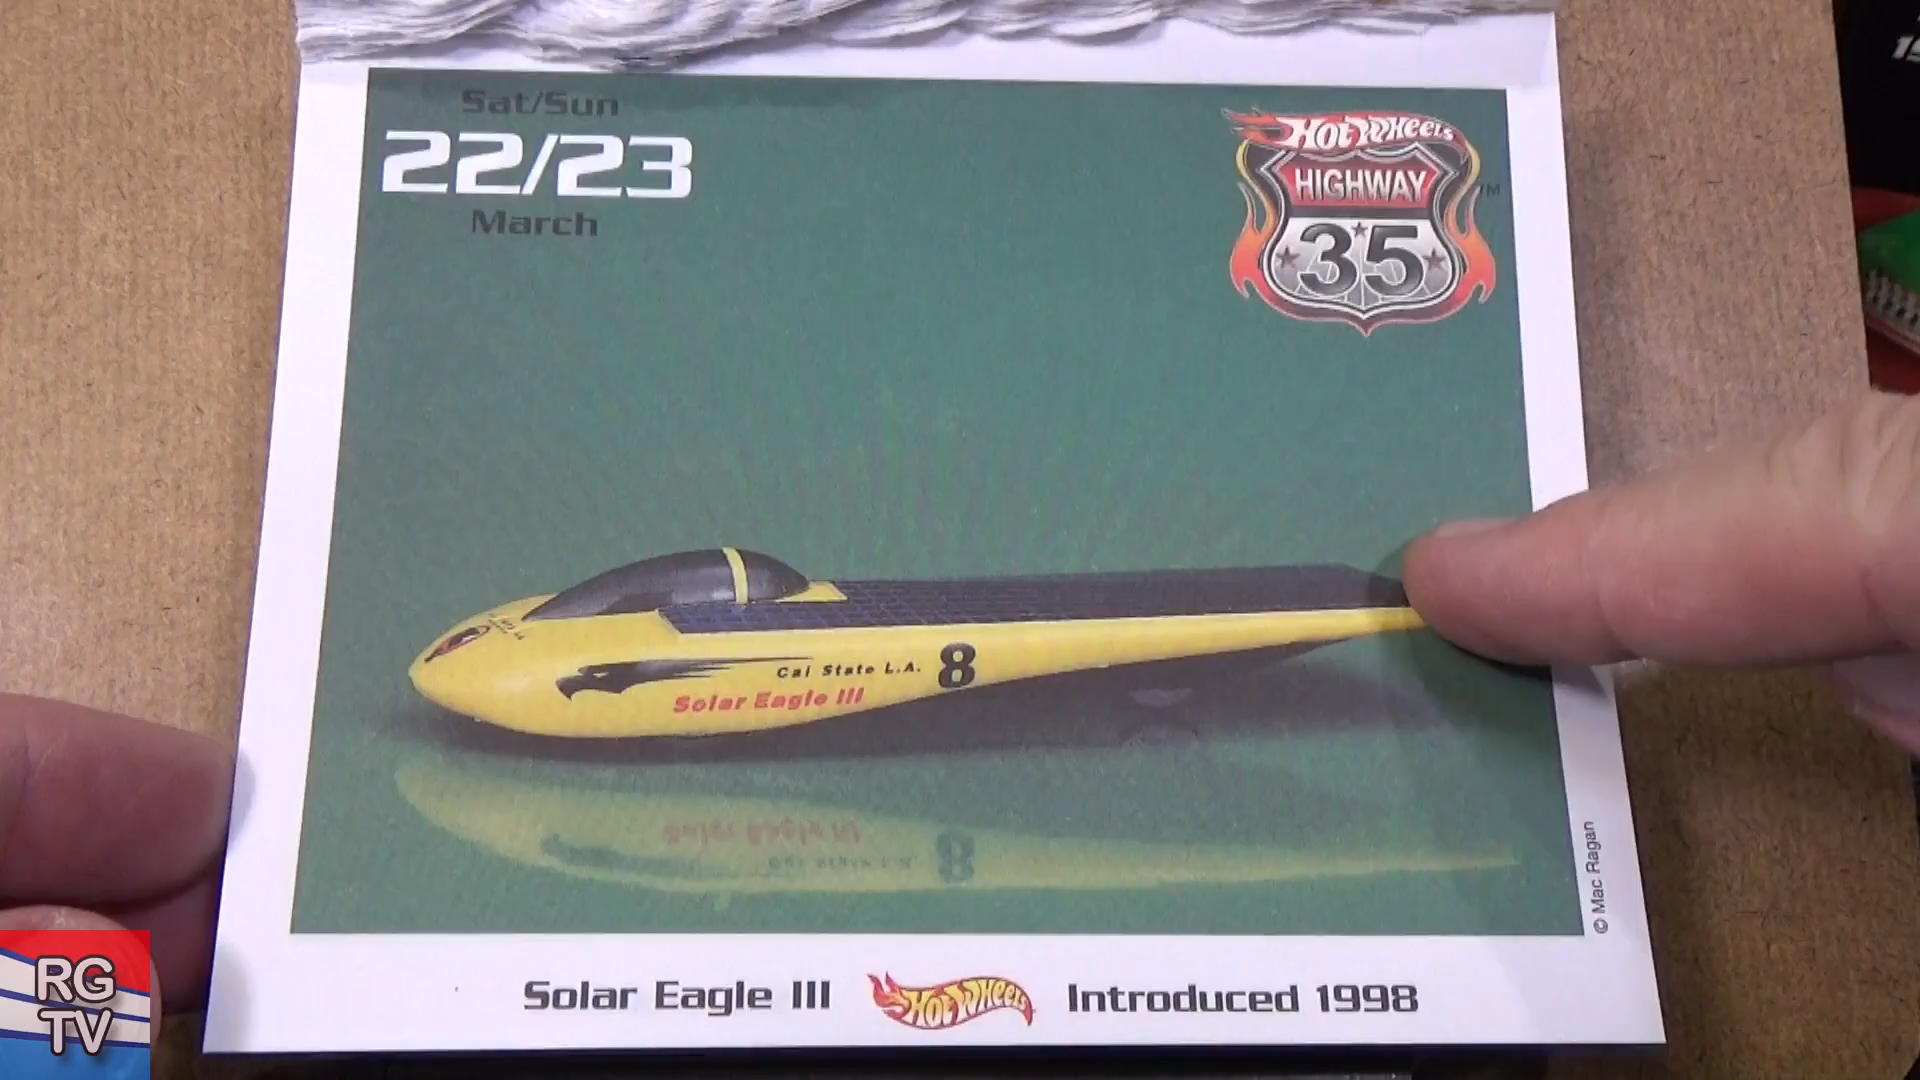 Sat/Sun
22/23
March
Hot Wheels
HIGHWAY
35
TM
Cal State L.A.
8
Solar Eagle III
© Mac Ragan
Solar Eagle III
Hot Wheels
Introduced 1998
RG
TV